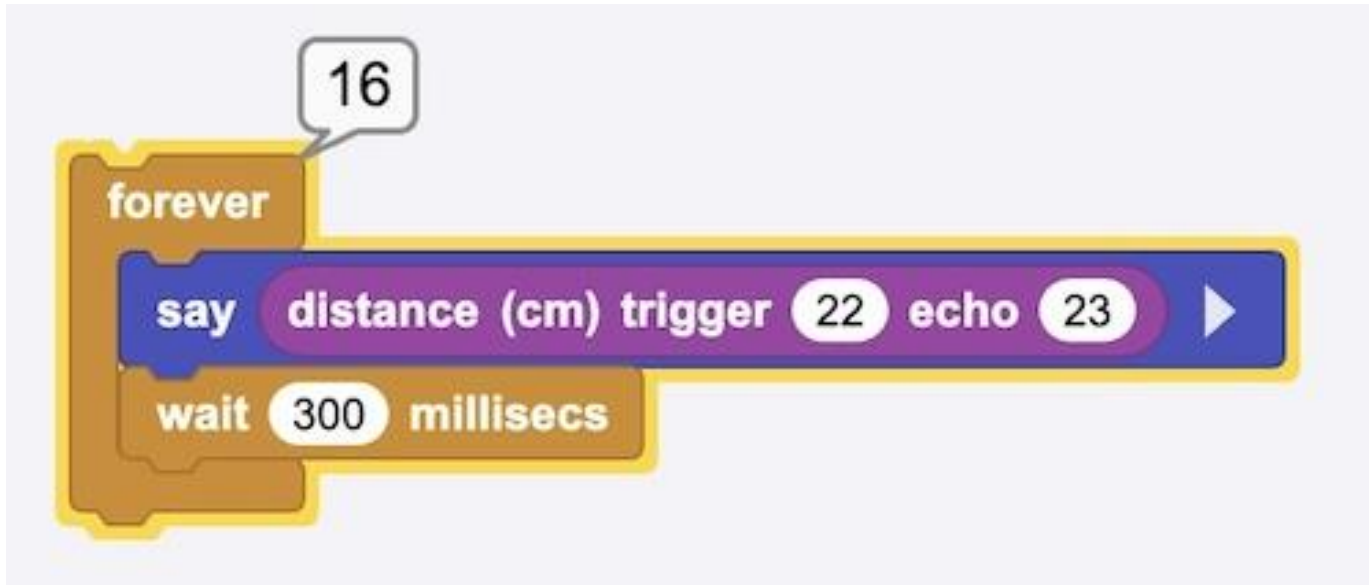 16
forever
say distance (cm) trigger 22 echo 23
wait 300 millisecs